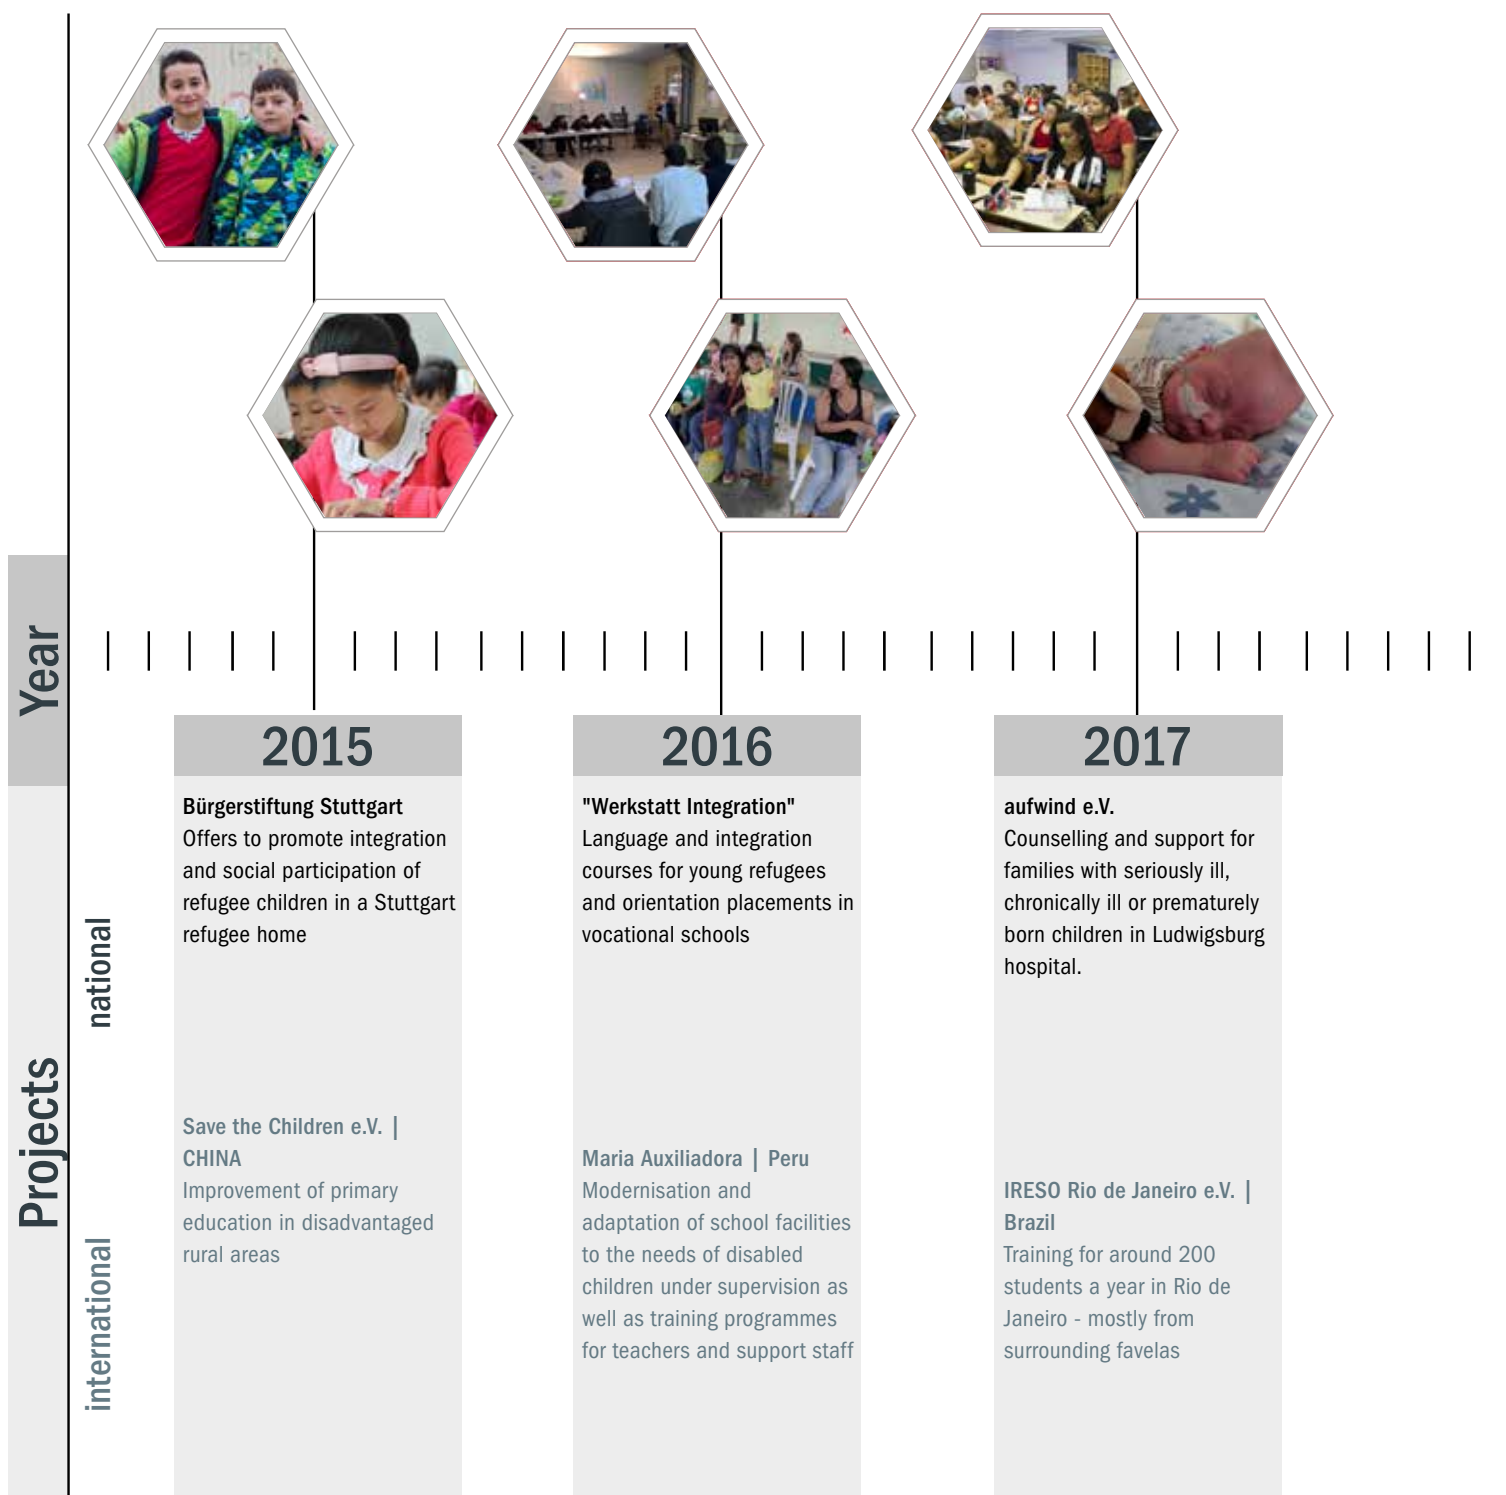 Year
2015
2016
2017
Projects
national
Bürgerstiftung Stuttgart
Offers to promote integration
and social participation of
refugee children in a Stuttgart
refugee home
"Werkstatt Integration"
Language and integration
courses for young refugees
and orientation placements in
vocational schools
aufwind e.V.
Counselling and support for
families with seriously ill,
chronically ill or prematurely
born children in Ludwigsburg
hospital.
international
Save the Children e.V. |
CHINA
Improvement of primary
education in disadvantaged
rural areas
Maria Auxiliadora | Peru
Modernisation and
adaptation of school facilities
to the needs of disabled
children under supervision as
well as training programmes
for teachers and support staff
IRESO Rio de Janeiro e.V. |
Brazil
Training for around 200
students a year in Rio de
Janeiro - mostly from
surrounding favelas